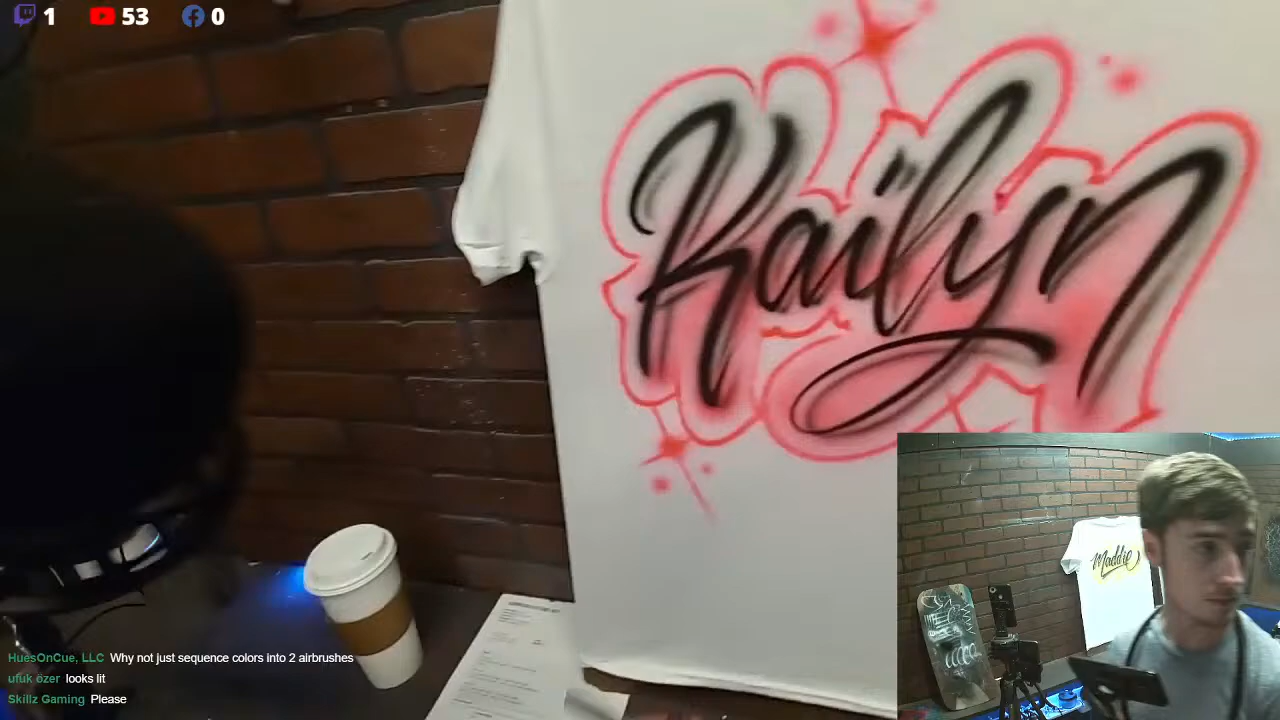 1 53 0
Kailyn
Maddie
HuesOnCue, LLC Why not just sequence colors into 2 airbrushes
ufuk özer looks lit
Skillz Gaming Please